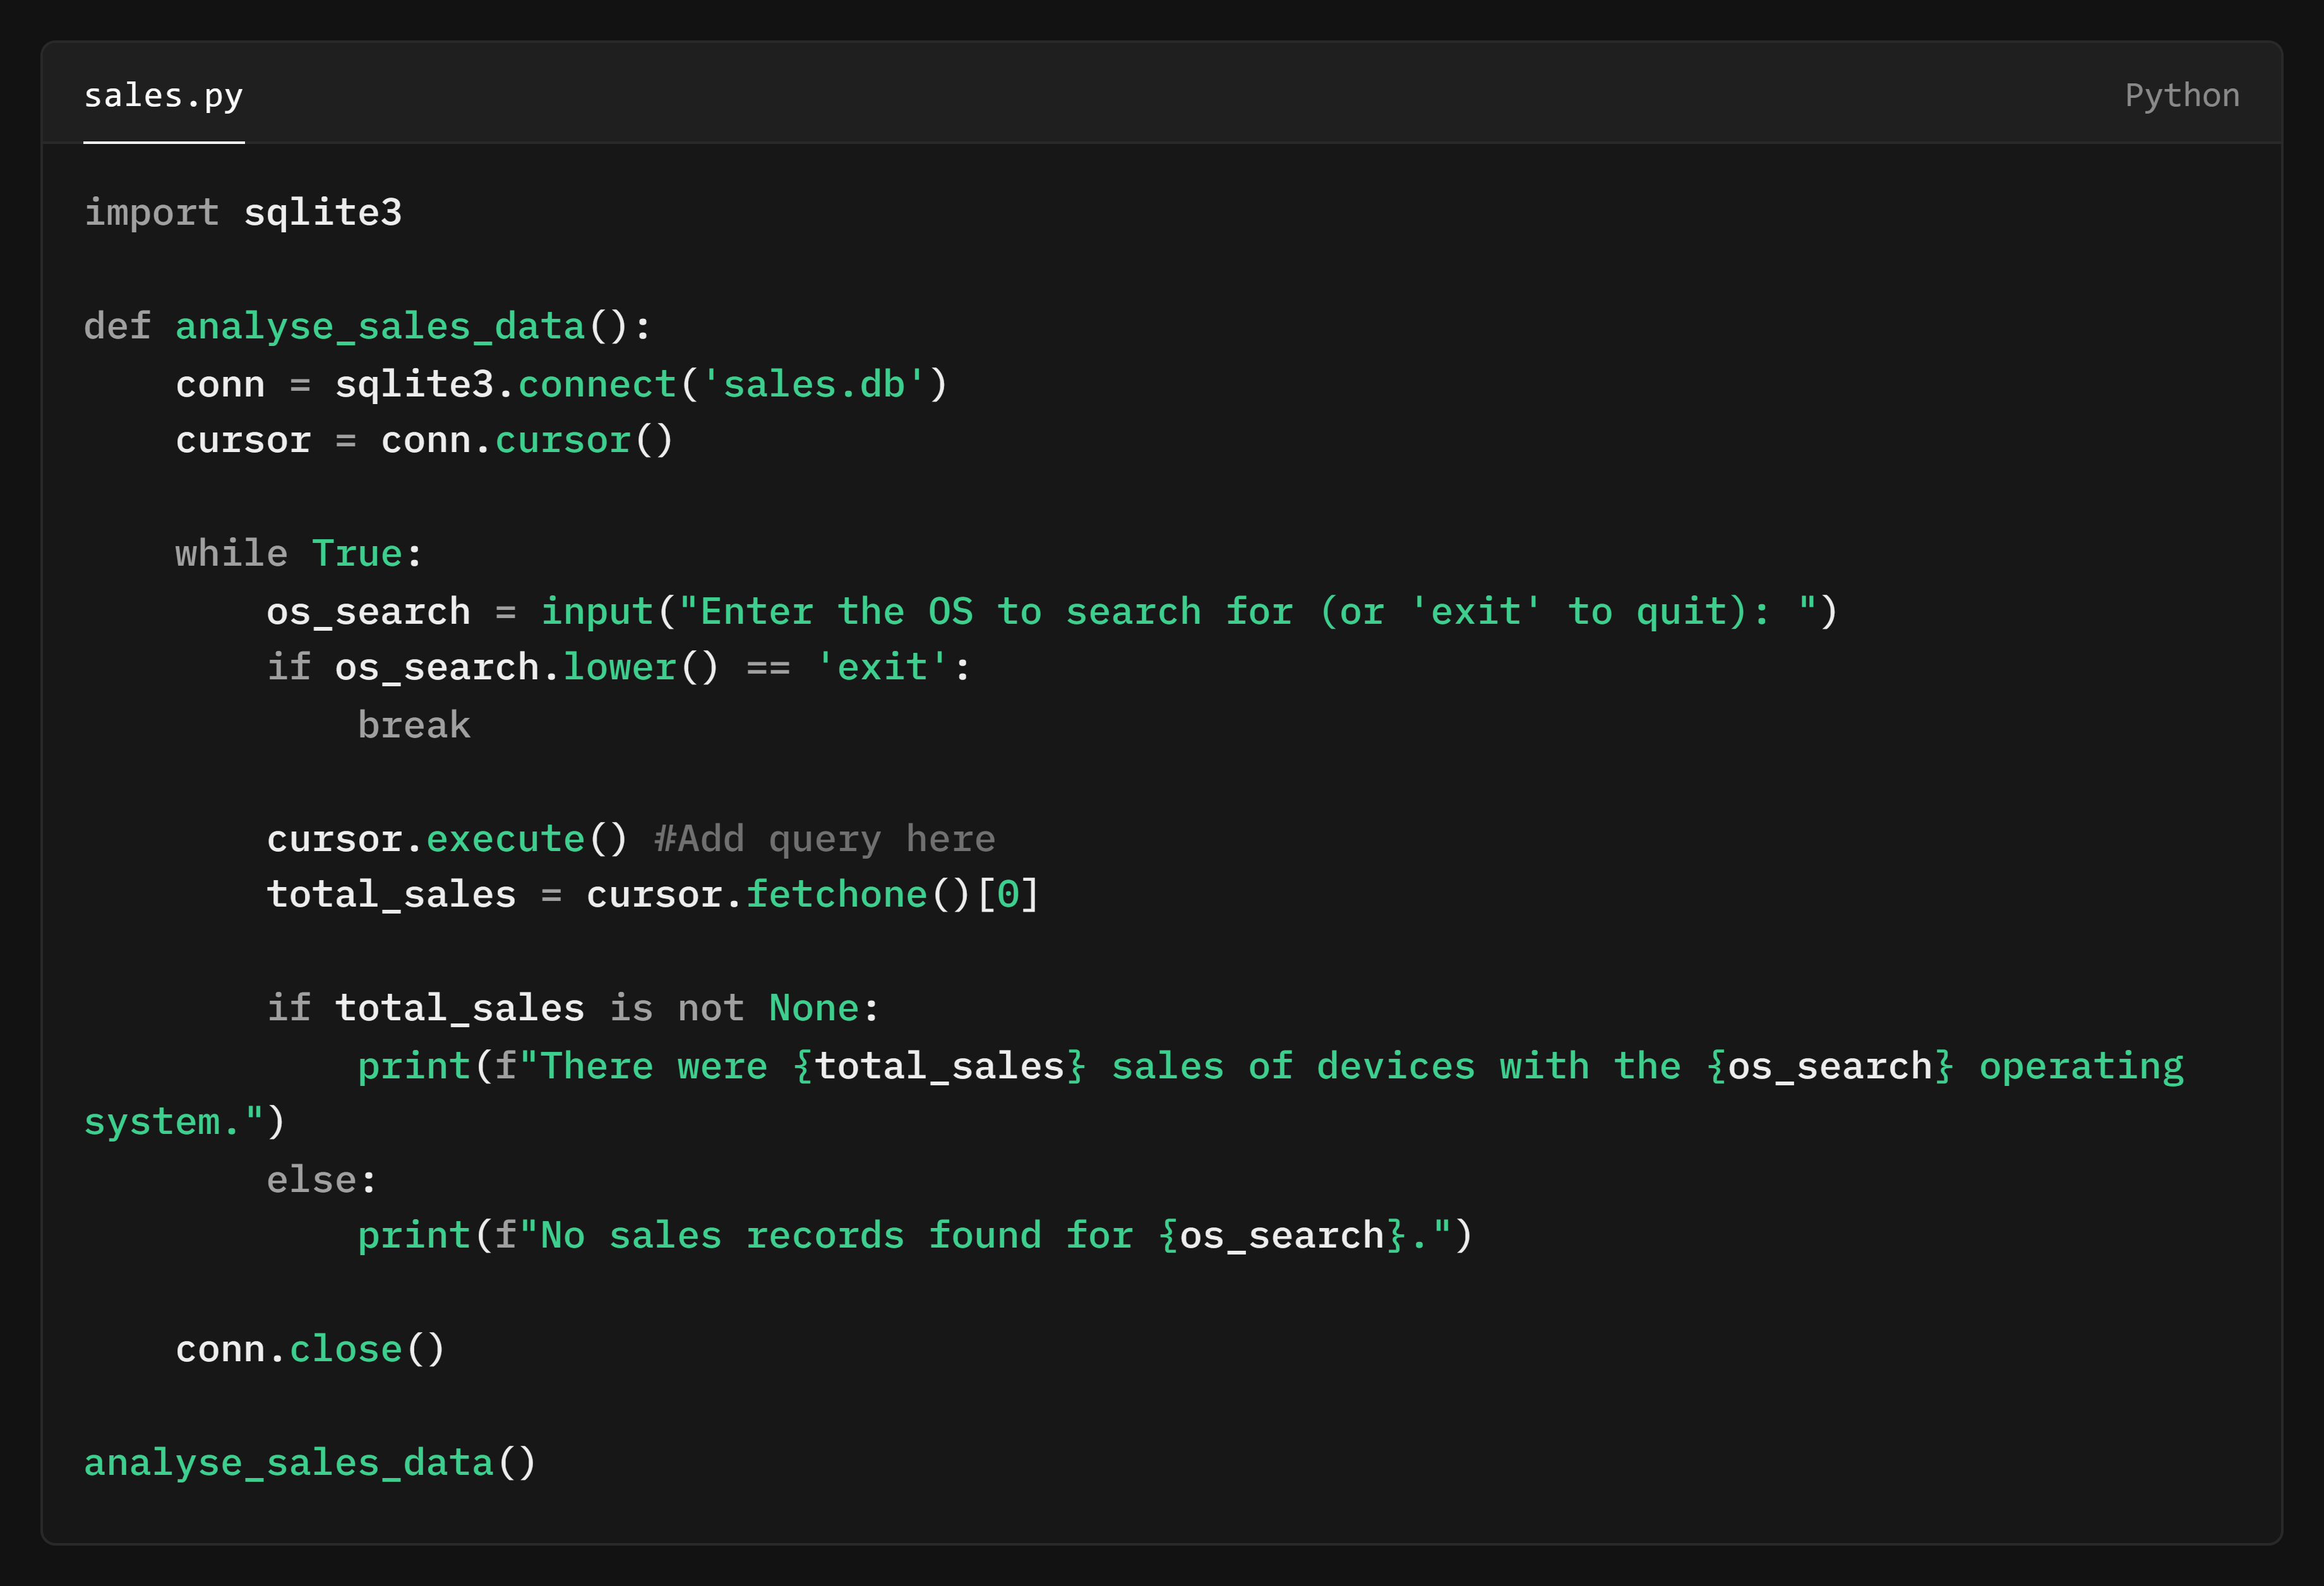 sales.py
Python
import sqlite3
def analyse_sales_data():
    conn = sqlite3.connect('sales.db')
    cursor = conn.cursor()
    while True:
        os_search = input("Enter the OS to search for (or 'exit' to quit): ")
        if os_search.lower() == 'exit':
            break
        cursor.execute() #Add query here
        total_sales = cursor.fetchone()[0]
        if total_sales is not None:
            print(f"There were {total_sales} sales of devices with the {os_search} operating
system.")
        else:
            print(f"No sales records found for {os_search}.")
    conn.close()
analyse_sales_data()